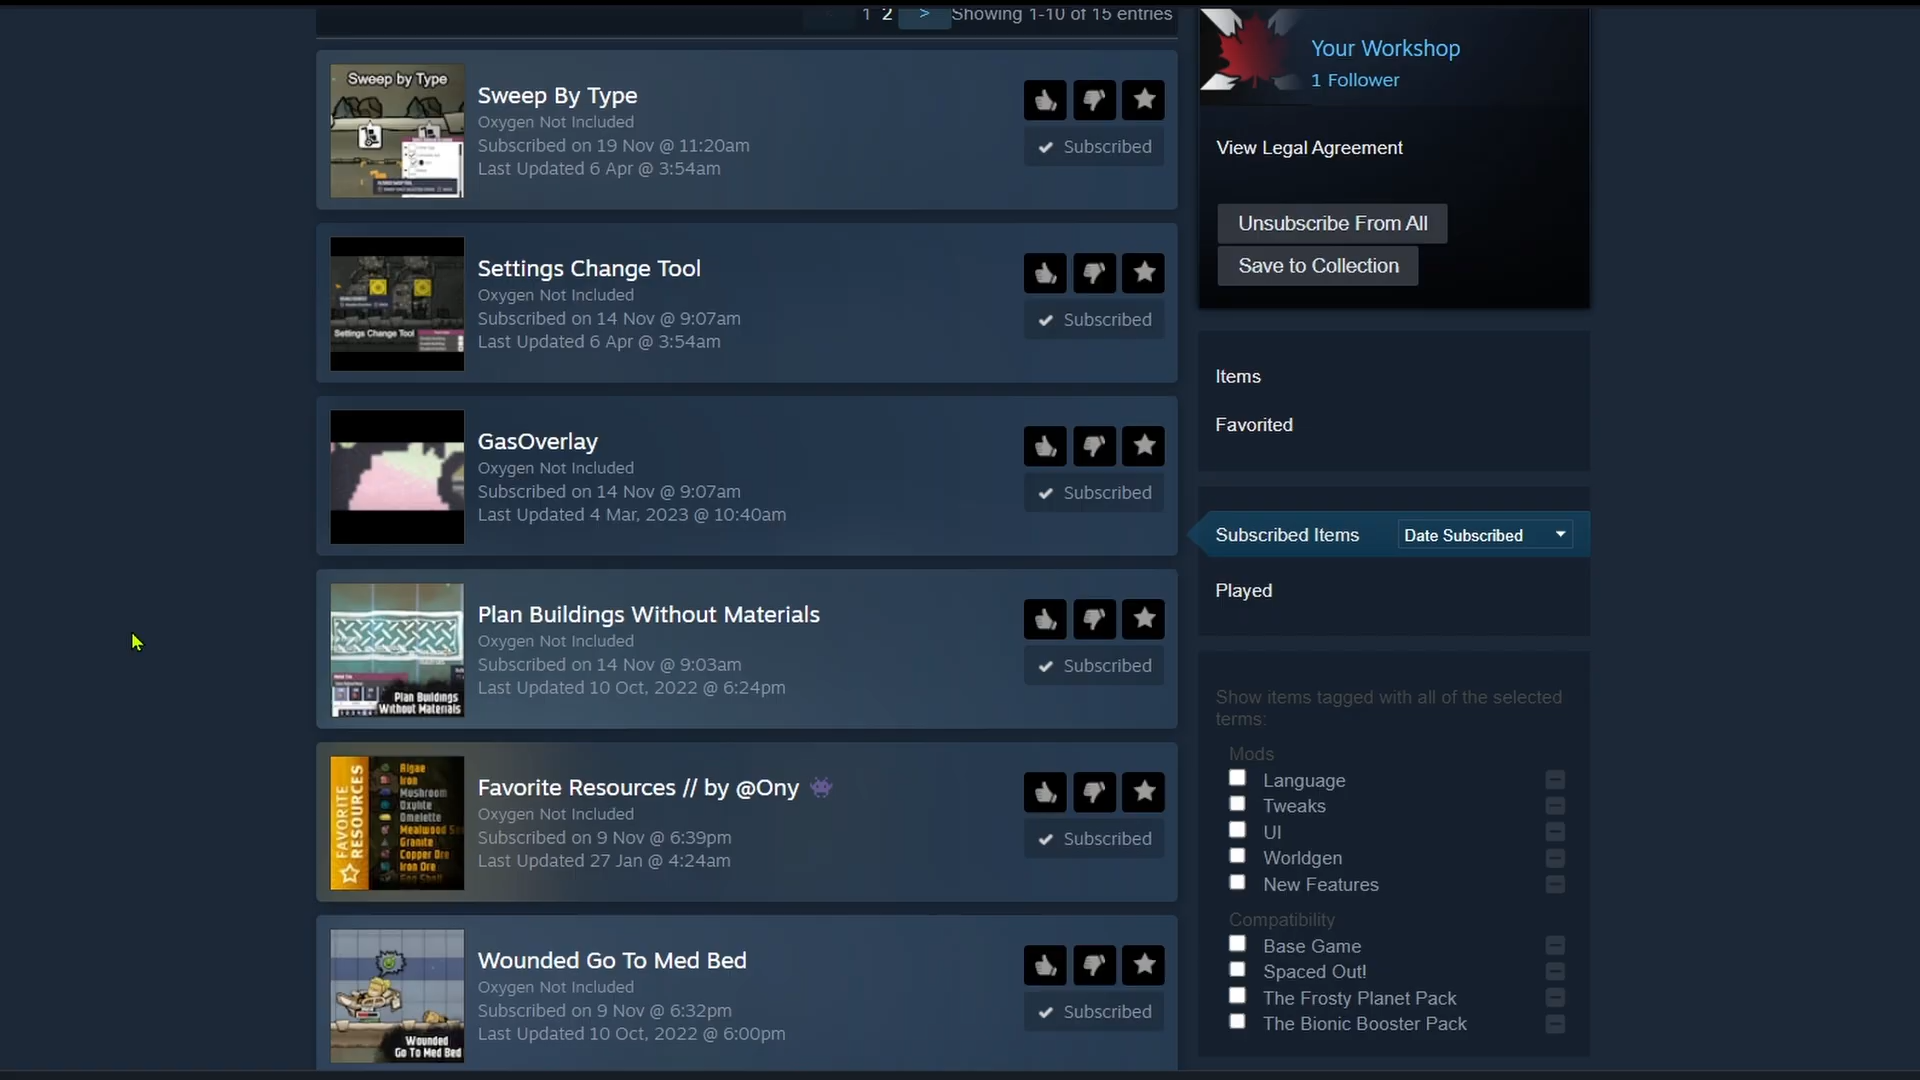 1 2 > Showing 1-10 of 15 entries
Sweep by Type
Sweep By Type
Oxygen Not Included
Subscribed on 19 Nov @ 11:20am
Last Updated 6 Apr @ 3:54am
Subscribed
Settings Change Tool
Settings Change Tool
Oxygen Not Included
Subscribed on 14 Nov @ 9:07am
Last Updated 6 Apr @ 3:54am
Subscribed
GasOverlay
Oxygen Not Included
Subscribed on 14 Nov @ 9:07am
Last Updated 4 Mar, 2023 @ 10:40am
Subscribed
Plan Buildings
Without Materials
Plan Buildings Without Materials
Oxygen Not Included
Subscribed on 14 Nov @ 9:03am
Last Updated 10 Oct, 2022 @ 6:24pm
Subscribed
FAVORITE
RESOURCES
Algae
Iron
Mushroom
Oxylite
Omelette
Mealwood
Granite
Copper Ore
Iron Ore
Favorite Resources // by @Ony
Oxygen Not Included
Subscribed on 9 Nov @ 6:39pm
Last Updated 27 Jan @ 4:24am
Subscribed
Wounded
Go To Med Bed
Wounded Go To Med Bed
Oxygen Not Included
Subscribed on 9 Nov @ 6:32pm
Last Updated 10 Oct, 2022 @ 6:00pm
Subscribed
Your Workshop
1 Follower
View Legal Agreement
Unsubscribe From All
Save to Collection
Items
Favorited
Subscribed Items
Date Subscribed
Played
Show items tagged with all of the selected
terms:
Mods
Language
Tweaks
UI
Worldgen
New Features
Compatibility
Base Game
Spaced Out!
The Frosty Planet Pack
The Bionic Booster Pack